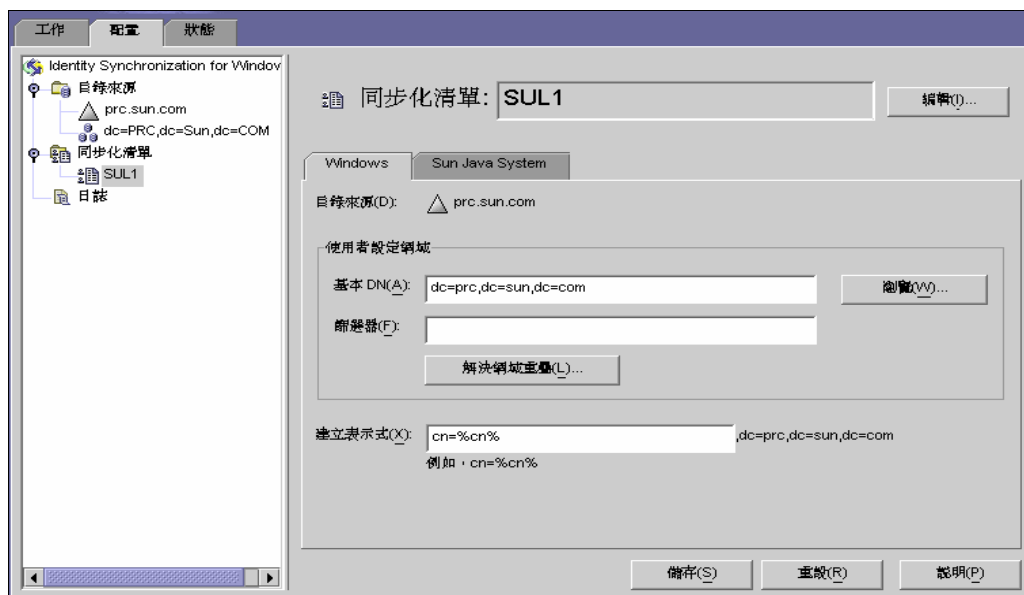 工作 配置 狀態
Identity Synchronization for Window
目錄來源
prc.sun.com
dc=PRC,dc=Sun,dc=COM
同步化清單
SUL1
日誌
同步化清單: SUL1 編輯(I)...
Windows Sun Java System
目錄來源(D): prc.sun.com
使用者設定網域
基本 DN(A): dc=prc,dc=sun,dc=com 瀏覽(W)...
篩選器(F):
解決網域重疊(L)...
建立表示式(X): cn=%cn% ,dc=prc,dc=sun,dc=com
例如，cn=%cn%
儲存(S) 重設(R) 說明(P)